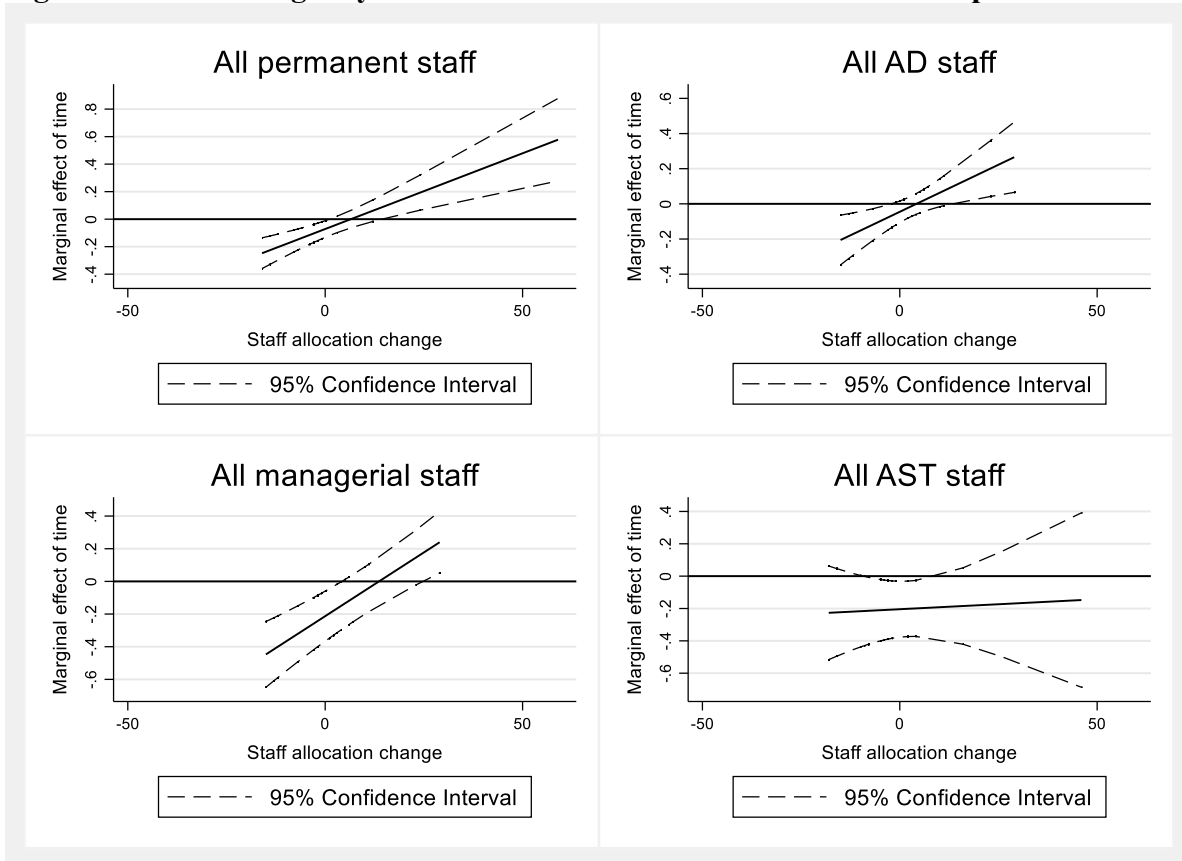 All permanent staff
Marginal effect of time
.8
.6
.4
.2
0
-.2
-.4
-50 0 50
Staff allocation change
95% Confidence Interval
All AD staff
Marginal effect of time
.6
.4
.2
0
-.2
-.4
-50 0 50
Staff allocation change
95% Confidence Interval
All managerial staff
Marginal effect of time
.4
.2
0
-.2
-.4
-.6
-50 0 50
Staff allocation change
95% Confidence Interval
All AST staff
Marginal effect of time
.4
.2
0
-.2
-.4
-.6
-50 0 50
Staff allocation change
95% Confidence Interval